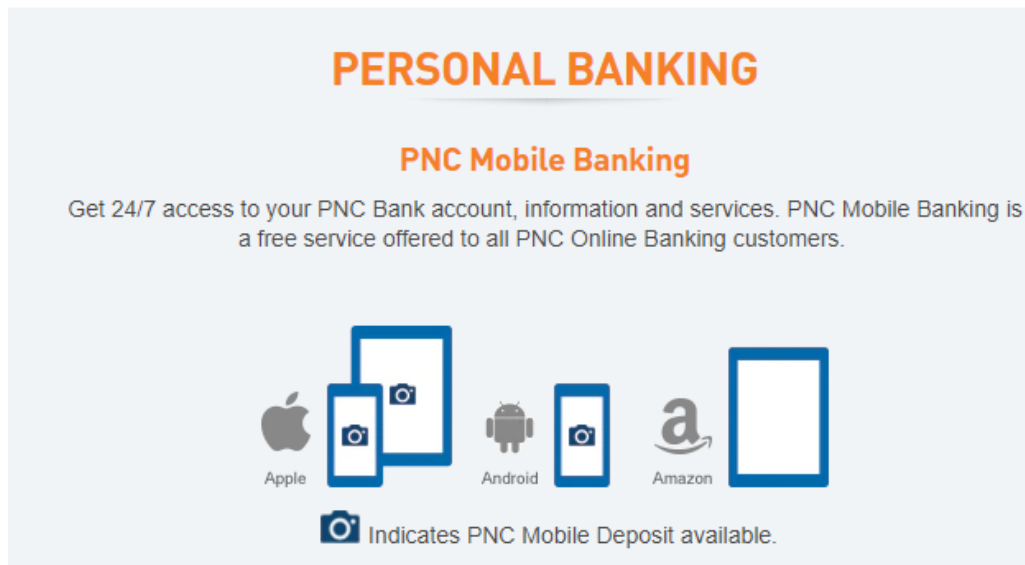 PERSONAL BANKING
PNC Mobile Banking
Get 24/7 access to your PNC Bank account, information and services. PNC Mobile Banking is
a free service offered to all PNC Online Banking customers.
Apple
Android
Amazon
Indicates PNC Mobile Deposit available.